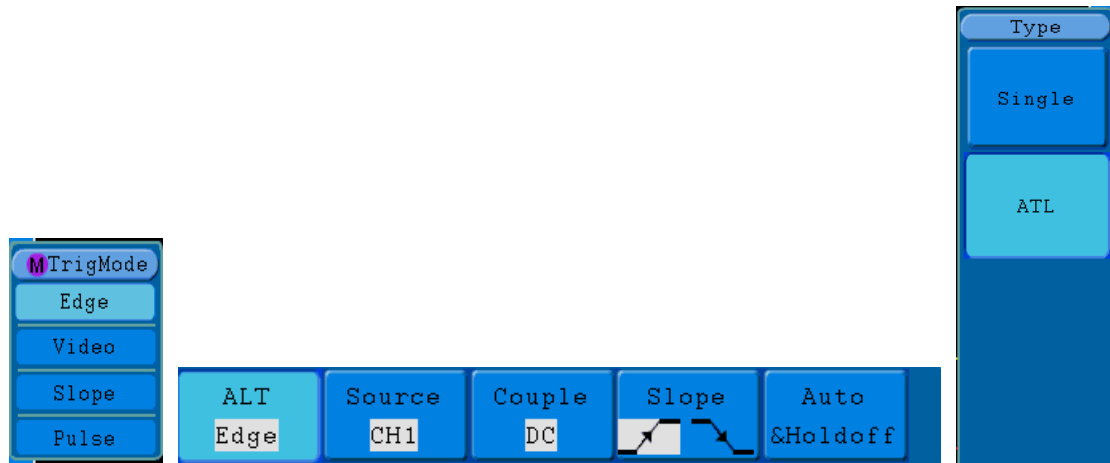 MTrigMode
Edge
Video
Slope
Pulse
ALT
Edge
Source
CH1
Couple
DC
Slope
Auto
&Holdoff
Type
Single
ATL